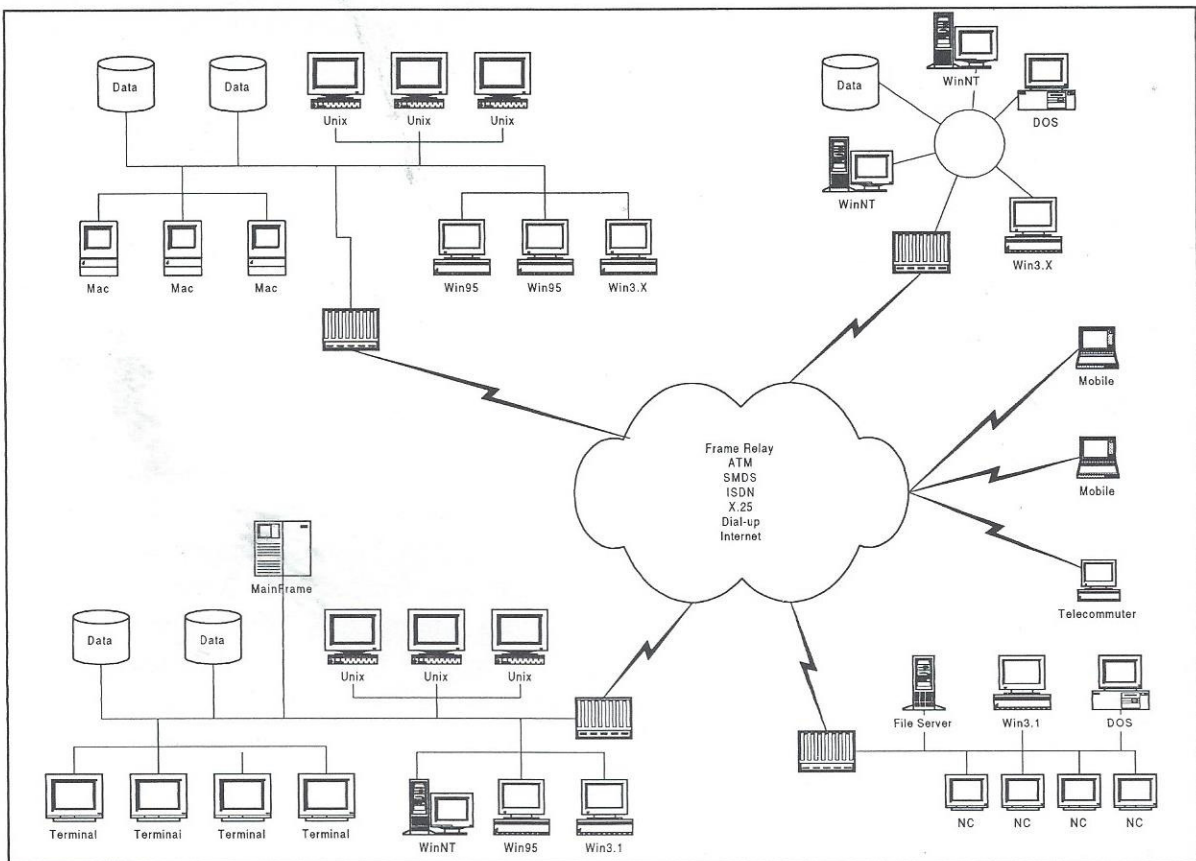 Data
Data
Unix
Unix
Unix
Mac
Mac
Mac
Win95
Win95
Win3.X
WinNT
Data
DOS
WinNT
Win3.X
Frame Relay
ATM
SMDS
ISDN
X.25
Dial-up
Internet
Mobile
Mobile
Telecommuter
MainFrame
Data
Data
Unix
Unix
Unix
Terminal
Terminal
Terminal
Terminal
WinNT
Win95
Win3.1
File Server
Win3.1
DOS
NC
NC
NC
NC